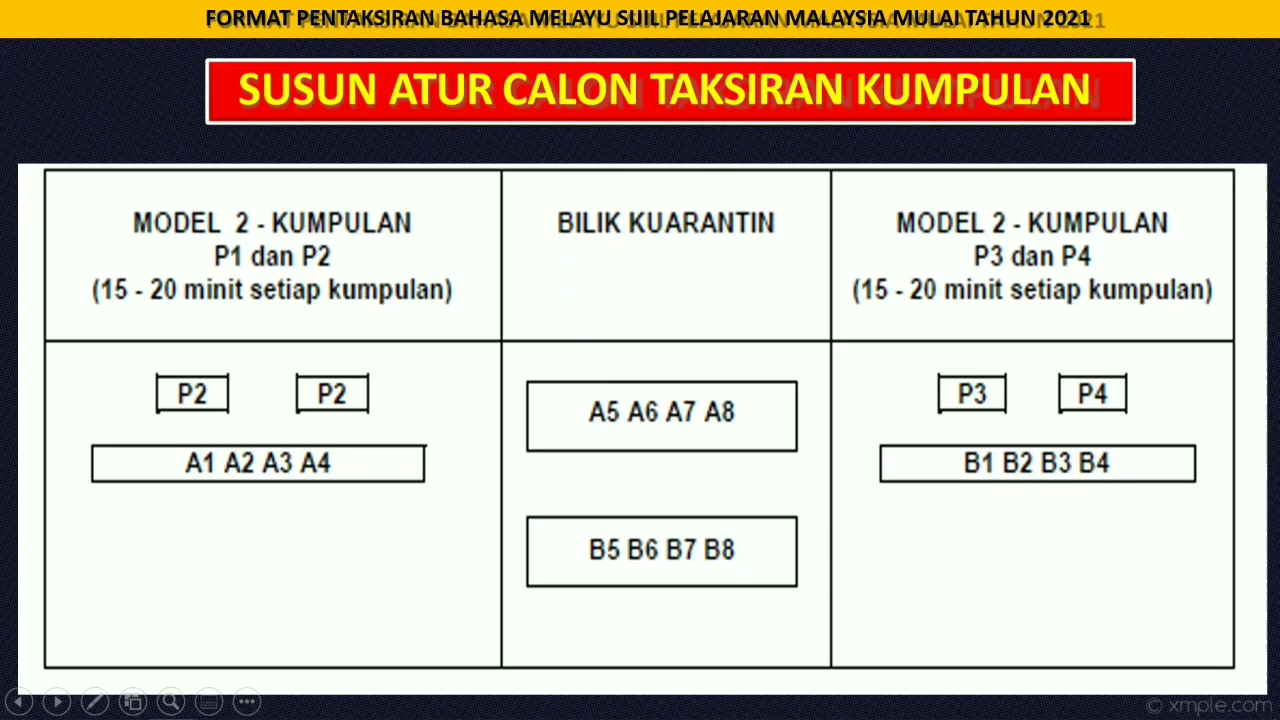 FORMAT PENTAKSIRAN BAHASA MELAYU SIJIL PELAJARAN MALAYSIA MULAI TAHUN 2021
SUSUN ATUR CALON TAKSIRAN KUMPULAN
MODEL 2 - KUMPULAN
P1 dan P2
(15 - 20 minit setiap kumpulan)
BILIK KUARANTIN
MODEL 2 - KUMPULAN
P3 dan P4
(15 - 20 minit setiap kumpulan)
P2
P2
A1 A2 A3 A4
A5 A6 A7 A8
B5 B6 B7 B8
P3
P4
B1 B2 B3 B4
© xmple.com